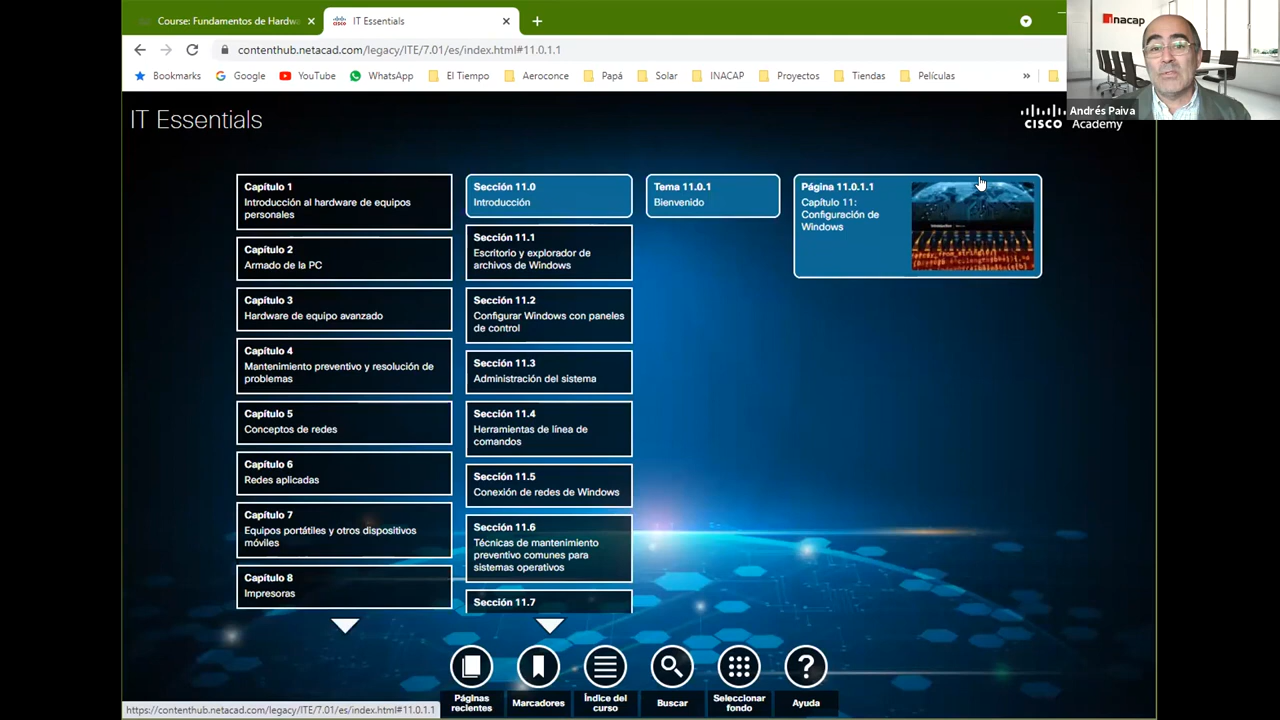 Course: Fundamentos de Hardwa
IT Essentials
contenthub.netacad.com/legacy/ITE/7.01/es/index.html#11.0.1.1
Bookmarks
Google
YouTube
WhatsApp
El Tiempo
Aeroconce
Papá
Solar
INACAP
Proyectos
Tiendas
Películas
»
inacap
Andrés Paiva
IT Essentials
CISCO Academy
Capítulo 1
Introducción al hardware de equipos
personales
Capítulo 2
Armado de la PC
Capítulo 3
Hardware de equipo avanzado
Capítulo 4
Mantenimiento preventivo y resolución de
problemas
Capítulo 5
Conceptos de redes
Capítulo 6
Redes aplicadas
Capítulo 7
Equipos portátiles y otros dispositivos
móviles
Capítulo 8
Impresoras
Sección 11.0
Introducción
Sección 11.1
Escritorio y explorador de
archivos de Windows
Sección 11.2
Configurar Windows con paneles
de control
Sección 11.3
Administración del sistema
Sección 11.4
Herramientas de línea de
comandos
Sección 11.5
Conexión de redes de Windows
Sección 11.6
Técnicas de mantenimiento
preventivo comunes para
sistemas operativos
Sección 11.7
Tema 11.0.1
Bienvenido
Página 11.0.1.1
Capítulo 11:
Configuración de
Windows
Páginas
recientes
Marcadores
Índice del
curso
Buscar
Seleccionar
fondo
?
Ayuda
https://contenthub.netacad.com/legacy/ITE/7.01/es/index.html#11.0.1.1